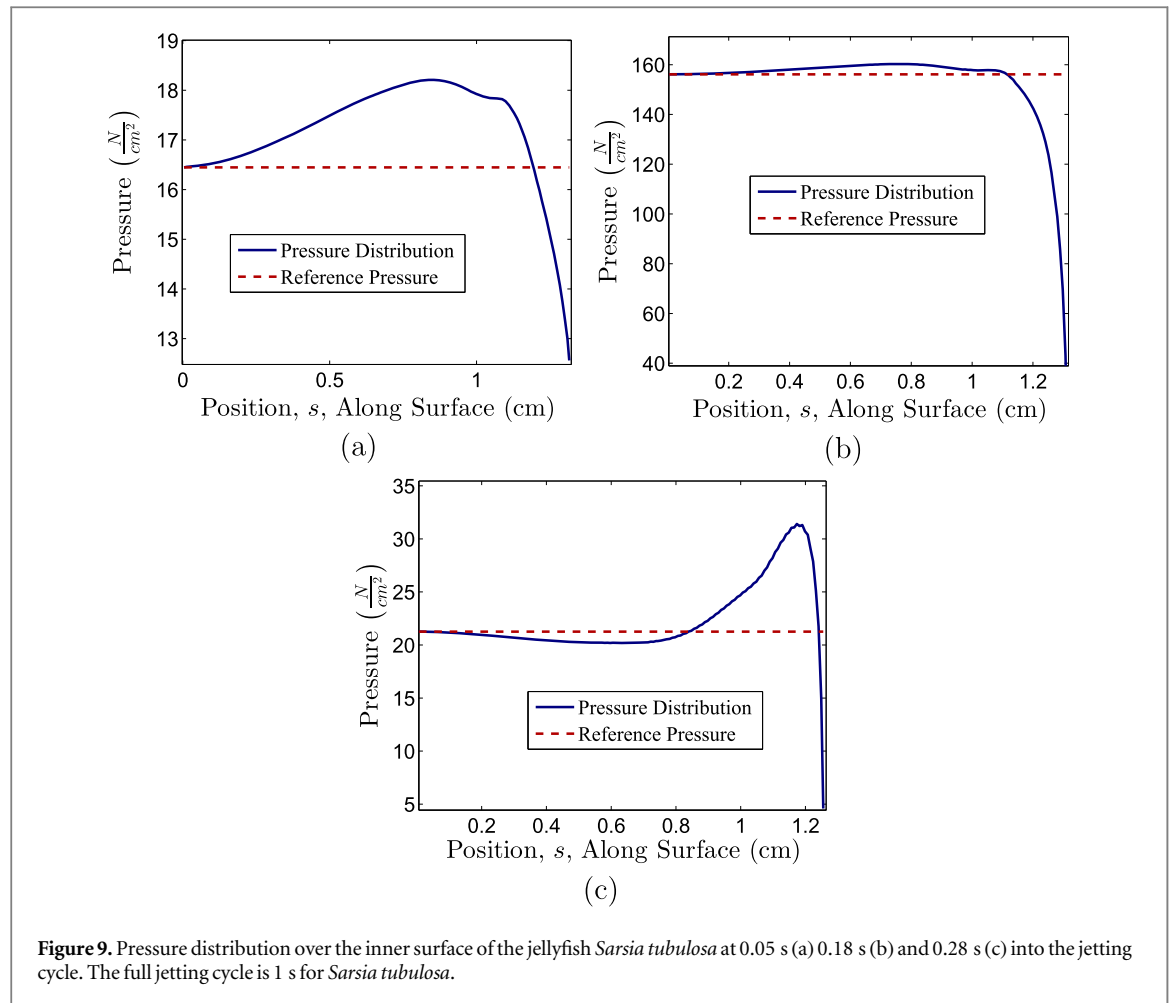 19
18
17
16
15
14
13
Pressure (N/cm²)
Pressure Distribution
Reference Pressure
0 0.5 1
Position, s, Along Surface (cm)
(a)
160
140
120
100
80
60
40
Pressure (N/cm²)
Pressure Distribution
Reference Pressure
0.2 0.4 0.6 0.8 1 1.2
Position, s, Along Surface (cm)
(b)
35
30
25
20
15
10
5
Pressure (N/cm²)
Pressure Distribution
Reference Pressure
0.2 0.4 0.6 0.8 1 1.2
Position, s, Along Surface (cm)
(c)
Figure 9. Pressure distribution over the inner surface of the jellyfish Sarsia tubulosa at 0.05 s (a) 0.18 s (b) and 0.28 s (c) into the jetting
cycle. The full jetting cycle is 1 s for Sarsia tubulosa.